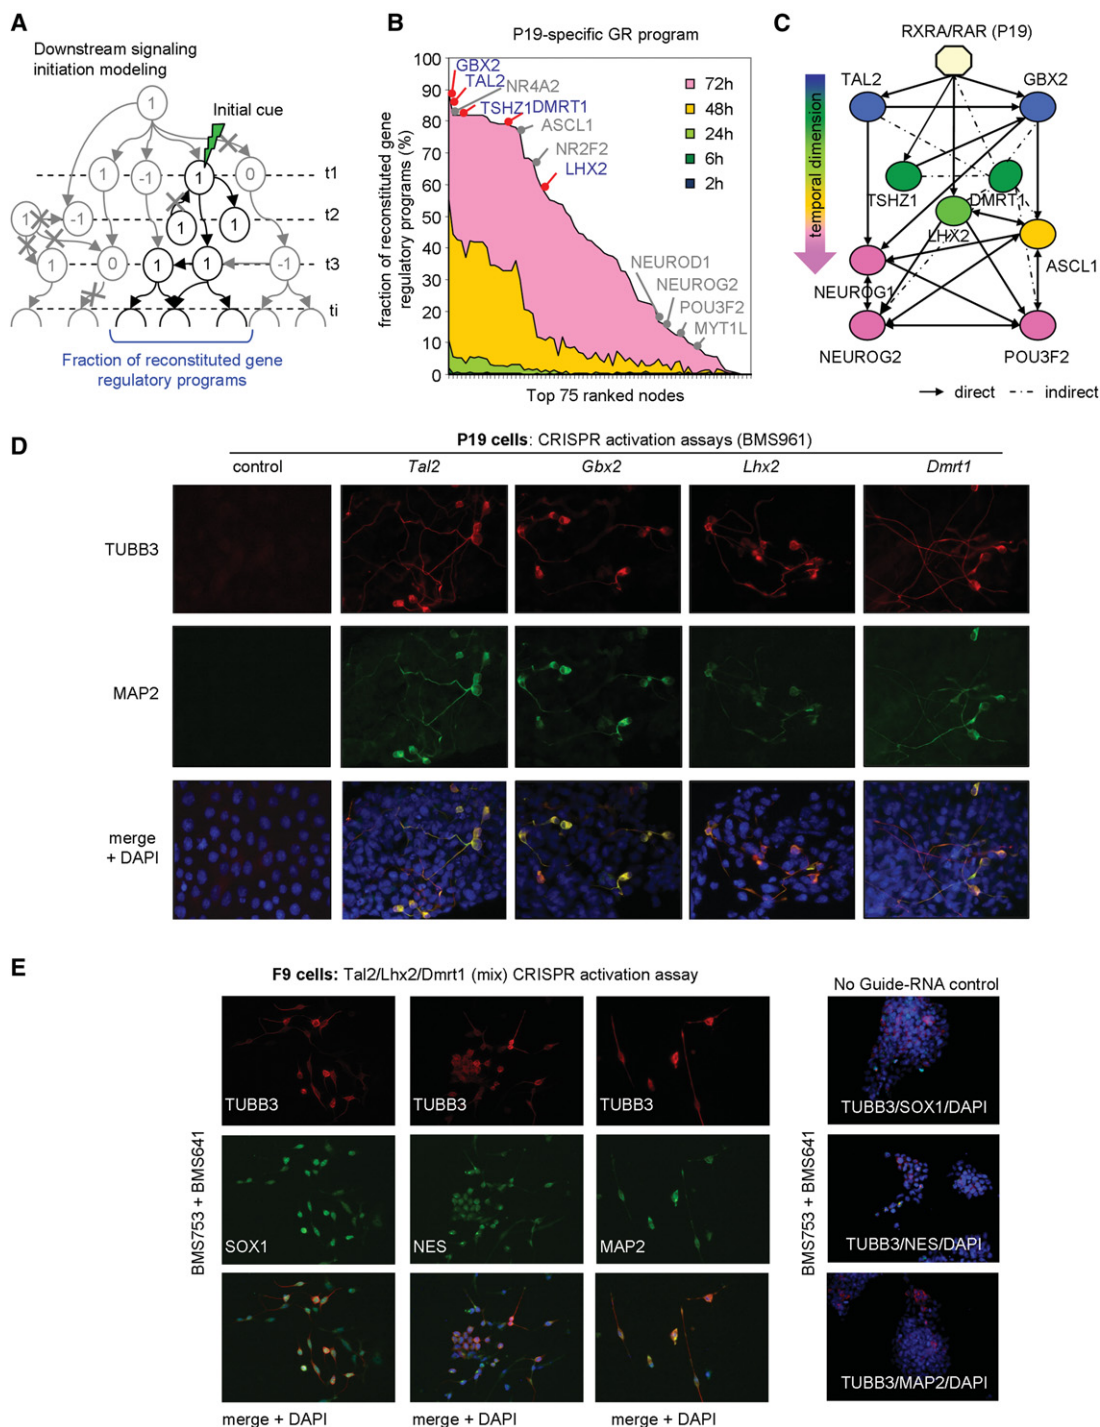 A
Downstream signaling
initiation modeling
Initial cue
1
1
-1
1
0
t1
1
-1
1
1
t2
1
0
1
1
-1
t3
ti
Fraction of reconstituted gene
regulatory programs
B
P19-specific GR program
fraction of reconstituted gene
regulatory programs (%)
100
90
80
70
60
50
40
30
20
10
0
GBX2
TAL2
NR4A2
TSHZ1
DMRT1
ASCL1
NR2F2
LHX2
NEUROD1
NEUROG2
POU3F2
MYT1L
72h
48h
24h
6h
2h
Top 75 ranked nodes
C
RXRA/RAR (P19)
TAL2
GBX2
temporal dimension
TSHZ1
DMRT1
LHX2
ASCL1
NEUROG1
NEUROG2
POU3F2
direct
indirect
D
P19 cells: CRISPR activation assays (BMS961)
control
Tal2
Gbx2
Lhx2
Dmrt1
TUBB3
MAP2
merge
+ DAPI
E
F9 cells: Tal2/Lhx2/Dmrt1 (mix) CRISPR activation assay
No Guide-RNA control
BMS753 + BMS641
TUBB3
TUBB3
TUBB3
SOX1
NES
MAP2
merge + DAPI
merge + DAPI
merge + DAPI
BMS753 + BMS641
TUBB3/SOX1/DAPI
TUBB3/NES/DAPI
TUBB3/MAP2/DAPI